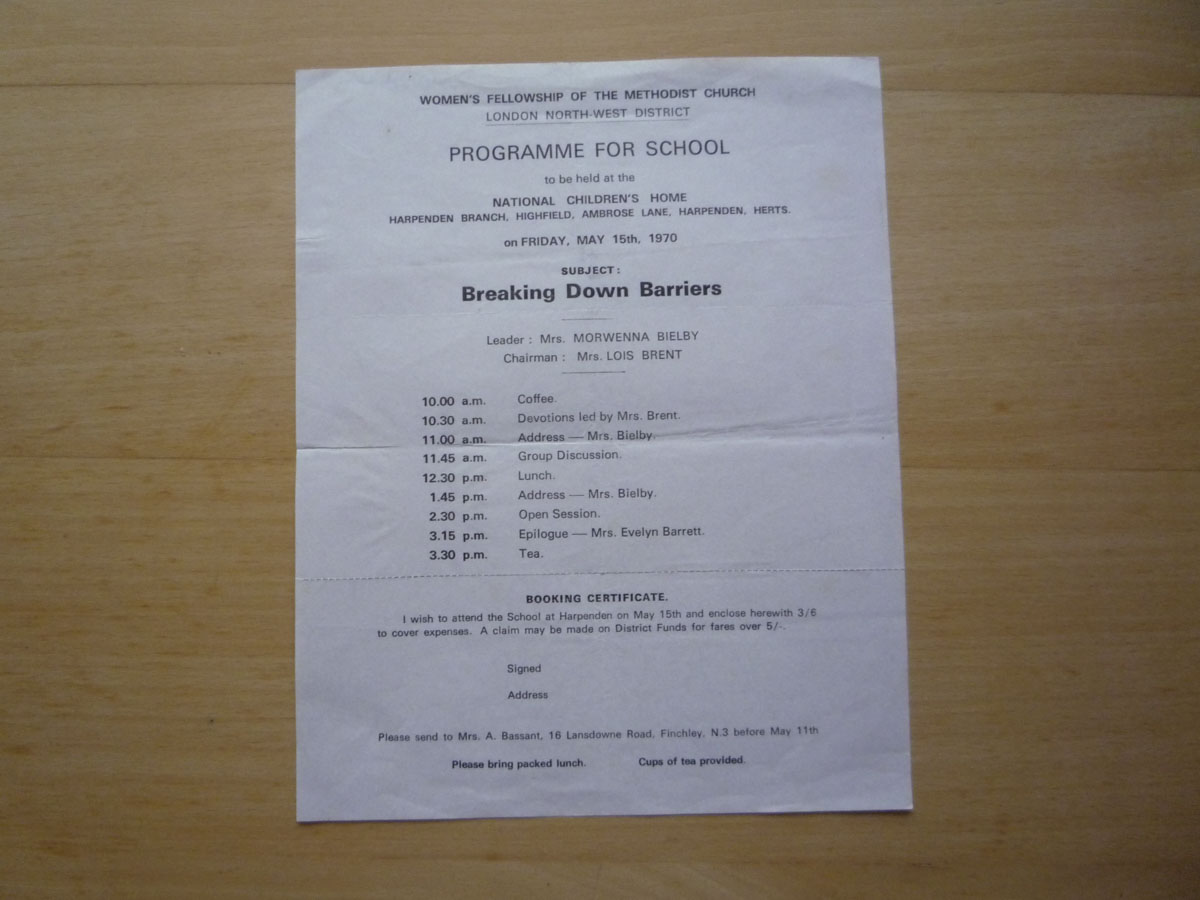 WOMEN'S FELLOWSHIP OF THE METHODIST CHURCH
LONDON NORTH-WEST DISTRICT
PROGRAMME FOR SCHOOL
to be held at the
NATIONAL CHILDREN'S HOME
HARPENDEN BRANCH, HIGHFIELD, AMBROSE LANE, HARPENDEN, HERTS.
on FRIDAY, MAY 15th, 1970
SUBJECT :
Breaking Down Barriers
Leader : Mrs. MORWENNA BIELBY
Chairman : Mrs. LOIS BRENT
10.00 a.m. Coffee.
10.30 a.m. Devotions led by Mrs. Brent.
11.00 a.m. Address — Mrs. Bielby.
11.45 a.m. Group Discussion.
12.30 p.m. Lunch.
1.45 p.m. Address — Mrs. Bielby.
2.30 p.m. Open Session.
3.15 p.m. Epilogue — Mrs. Evelyn Barrett.
3.30 p.m. Tea.
BOOKING CERTIFICATE.
I wish to attend the School at Harpenden on May 15th and enclose herewith 3/6
to cover expenses. A claim may be made on District Funds for fares over 5/-.
Signed
Address
Please send to Mrs. A. Bassant, 16 Lansdowne Road, Finchley, N.3 before May 11th
Please bring packed lunch. Cups of tea provided.